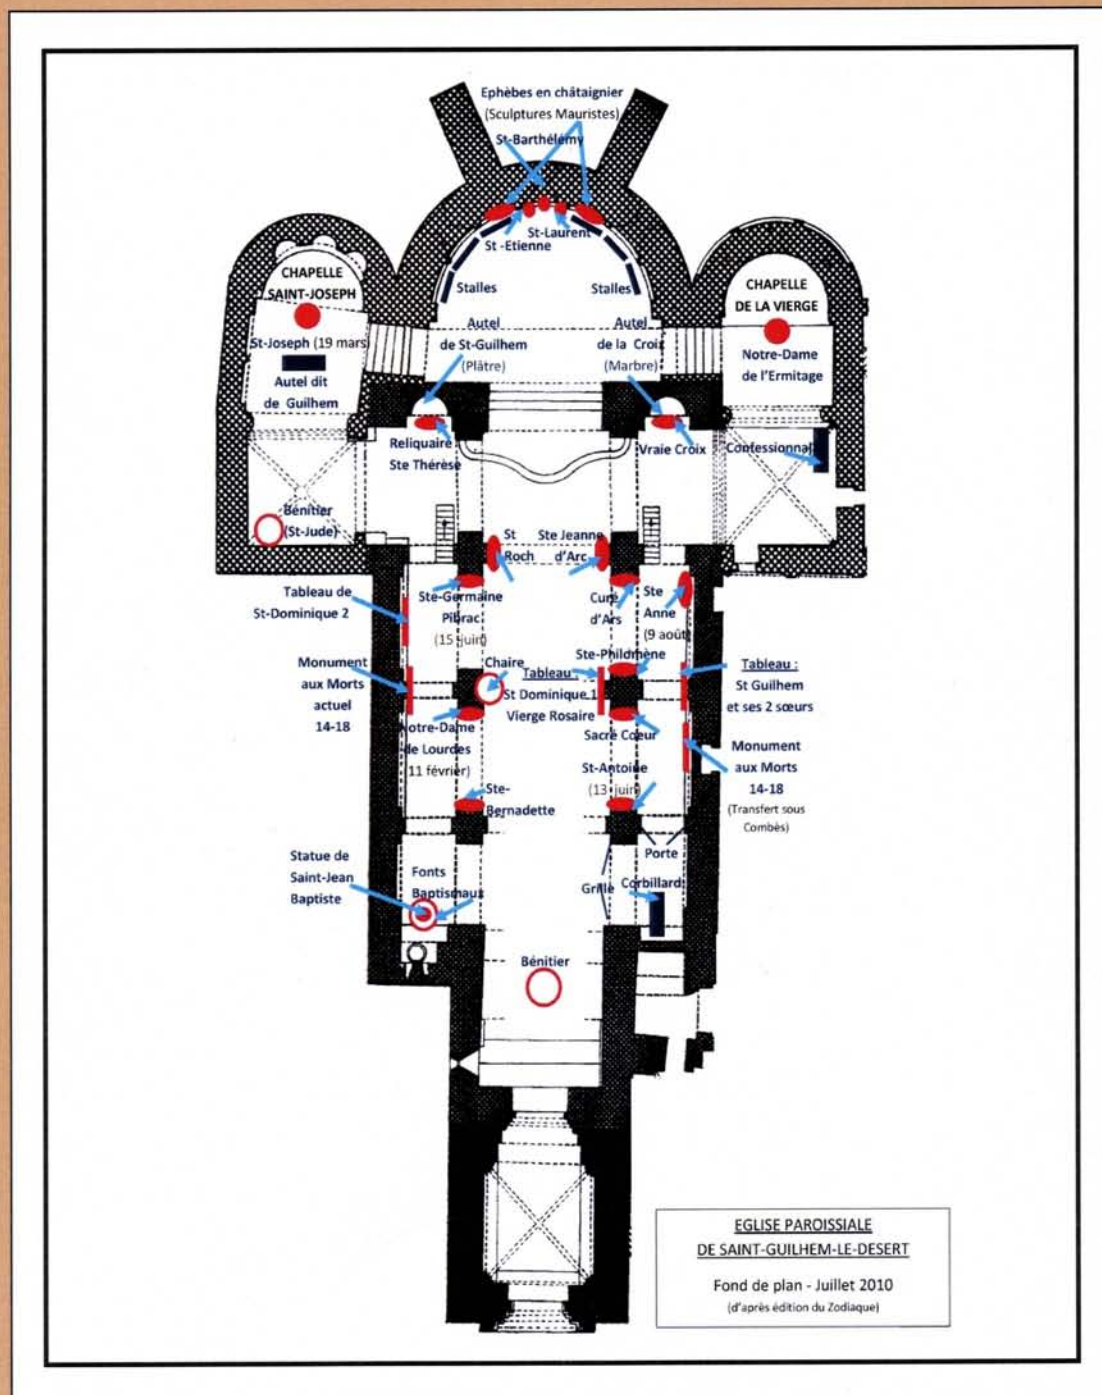 Ephèbes en châtaignier
(Sculptures Mauristes)
St-Barthélémy
St-Laurent
St -Etienne
Stalles
Stalles
CHAPELLE
SAINT-JOSEPH
St-Joseph (19 mars)
Autel dit
de Guilhem
Autel
de St-Guilhem
(Plâtre)
Autel
de la Croix
(Marbre)
CHAPELLE
DE LA VIERGE
Notre-Dame
de l'Ermitage
Reliquaire
Ste Thérèse
Vraie Croix
Confessionnal
Bénitier
(St-Jude)
St
Roch
Ste Jeanne
d'Arc
Tableau de
St-Dominique 2
Ste-Germaine
Pibrac
(15 juin)
Curé
d'Ars
Ste
Anne
(9 août)
Monument
aux Morts
actuel
14-18
Chaire
Tableau :
St Dominique 1
Vierge Rosaire
Ste-Philomène
Tableau :
St Guilhem
et ses 2 sœurs
Notre-Dame
de Lourdes
(11 février)
Sacré Cœur
Ste-
Bernadette
St-Antoine
(13 juin)
Monument
aux Morts
14-18
(Transfert sous
Combès)
Statue de
Saint-Jean
Baptiste
Fonts
Baptismaux
Porte
Grille
Corbillard
Bénitier
EGLISE PAROISSIALE
DE SAINT-GUILHEM-LE-DESERT
Fond de plan - Juillet 2010
(d'après édition du Zodiaque)